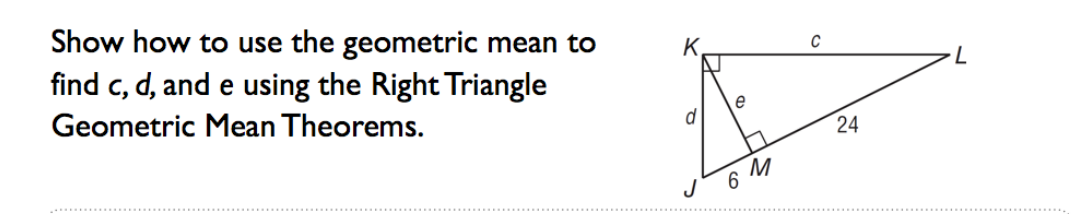 Show how to use the geometric mean to
find c, d, and e using the Right Triangle
Geometric Mean Theorems.
K
c
L
d
e
24
M
J
6